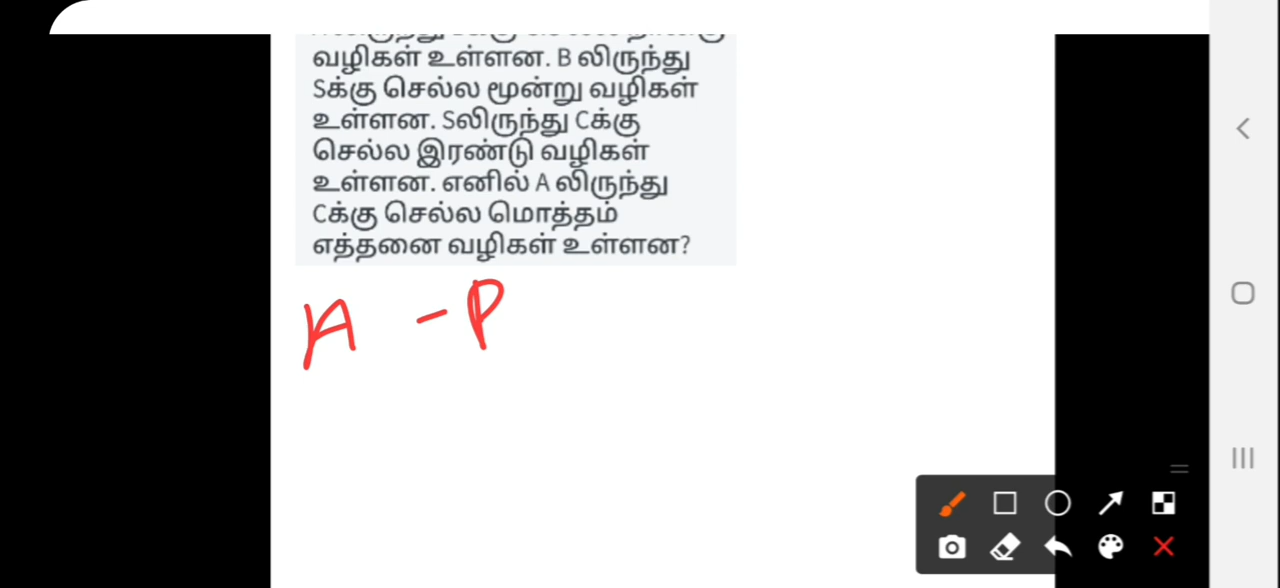 வழிகள் உள்ளன. B லிருந்து
Sக்கு செல்ல மூன்று வழிகள்
உள்ளன. Sலிருந்து Cக்கு
செல்ல இரண்டு வழிகள்
உள்ளன. எனில் A லிருந்து
Cக்கு செல்ல மொத்தம்
எத்தனை வழிகள் உள்ளன?
A - P